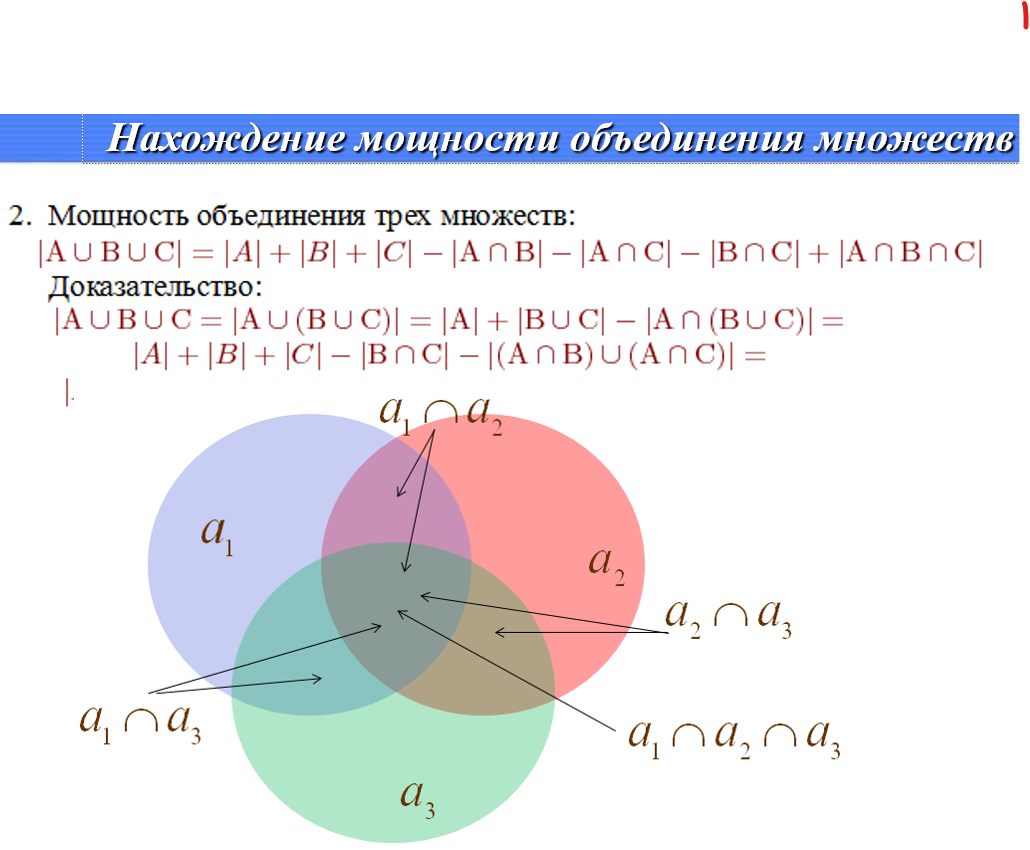 Нахождение мощности объединения множеств
2. Мощность объединения трех множеств:
|A ∪ B ∪ C| = |A| + |B| + |C| − |A ∩ B| − |A ∩ C| − |B ∩ C| + |A ∩ B ∩ C|
Доказательство:
|A ∪ B ∪ C = |A ∪ (B ∪ C)| = |A| + |B ∪ C| − |A ∩ (B ∪ C)| =
|A| + |B| + |C| − |B ∩ C| − |(A ∩ B) ∪ (A ∩ C)| =
a₁ ∩ a₂
a₁
a₂
a₂ ∩ a₃
a₁ ∩ a₃
a₁ ∩ a₂ ∩ a₃
a₃